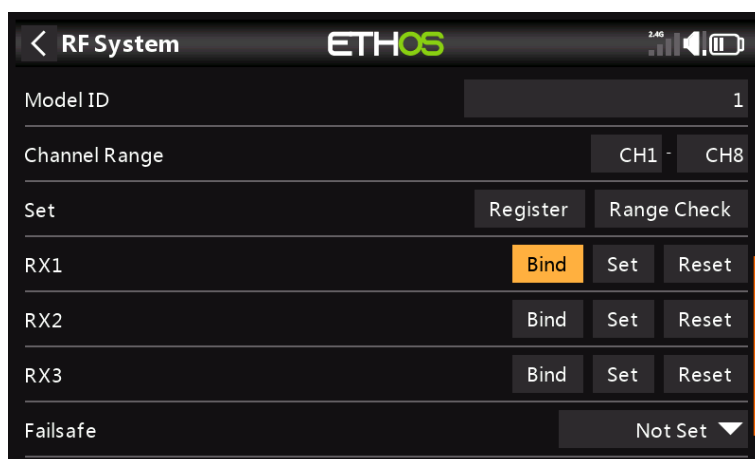 RF System ETHOS 2.4G
Model ID 1
Channel Range CH1 - CH8
Set Register Range Check
RX1 Bind Set Reset
RX2 Bind Set Reset
RX3 Bind Set Reset
Failsafe Not Set